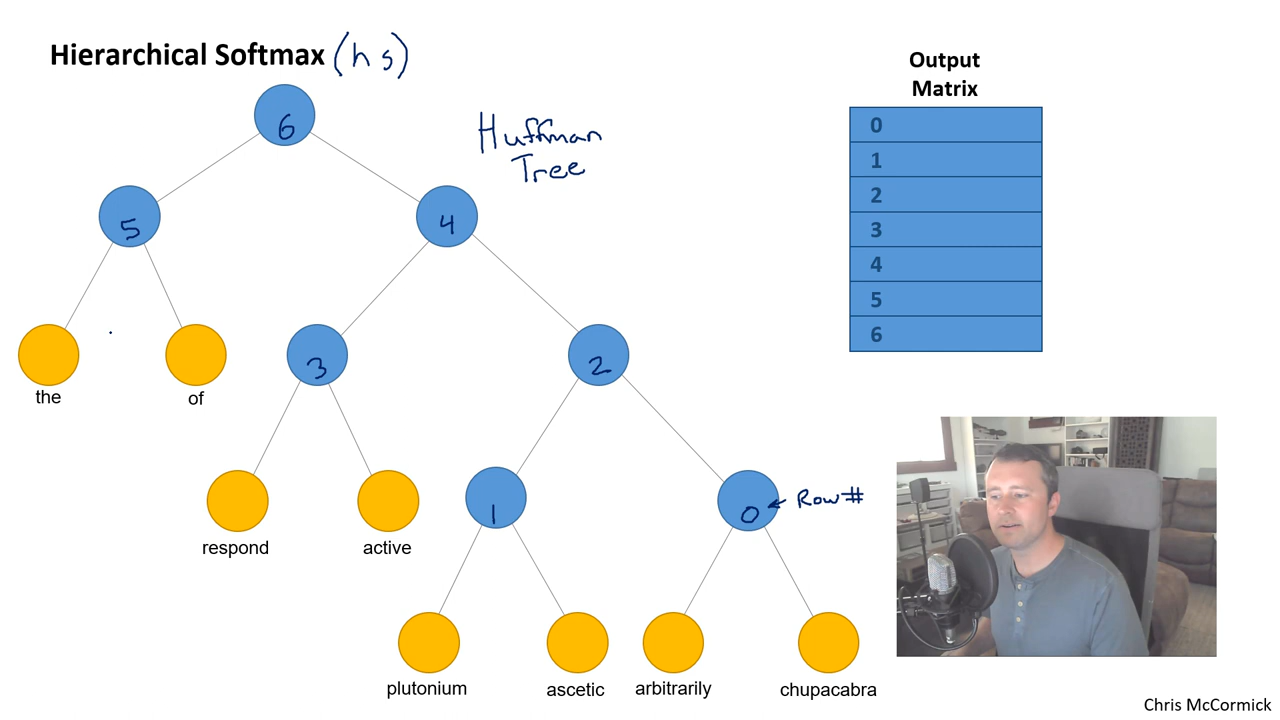 Hierarchical Softmax (hs)
6
Huffman
Tree
5
4
3
2
the
of
1
0 ← Row #
respond
active
plutonium
ascetic
arbitrarily
chupacabra
Output
Matrix
0
1
2
3
4
5
6
Chris McCormick